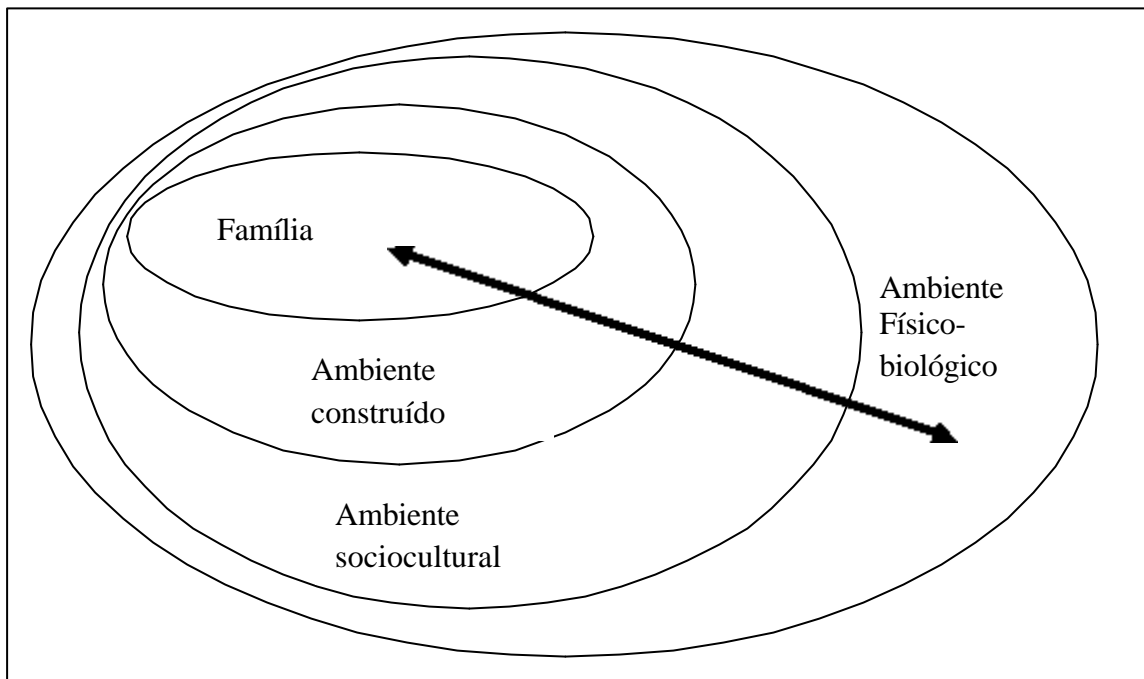 Família
Ambiente
construído
Ambiente
sociocultural
Ambiente
Físico-
biológico